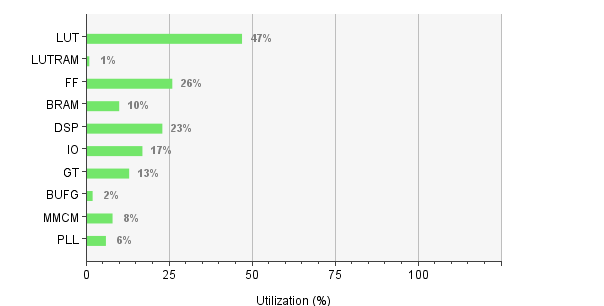 LUT 47%
LUTRAM 1%
FF 26%
BRAM 10%
DSP 23%
IO 17%
GT 13%
BUFG 2%
MMCM 8%
PLL 6%
0 25 50 75 100
Utilization (%)